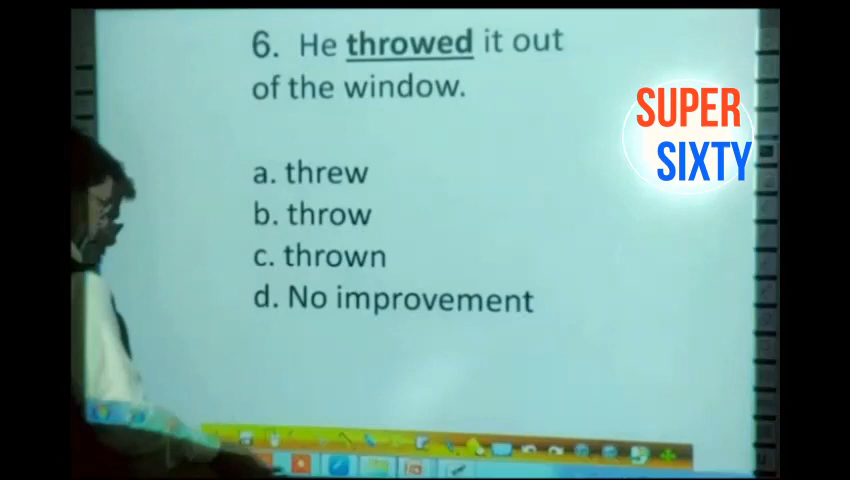 6. He throwed it out
of the window.
a. threw
b. throw
c. thrown
d. No improvement
SUPER
SIXTY